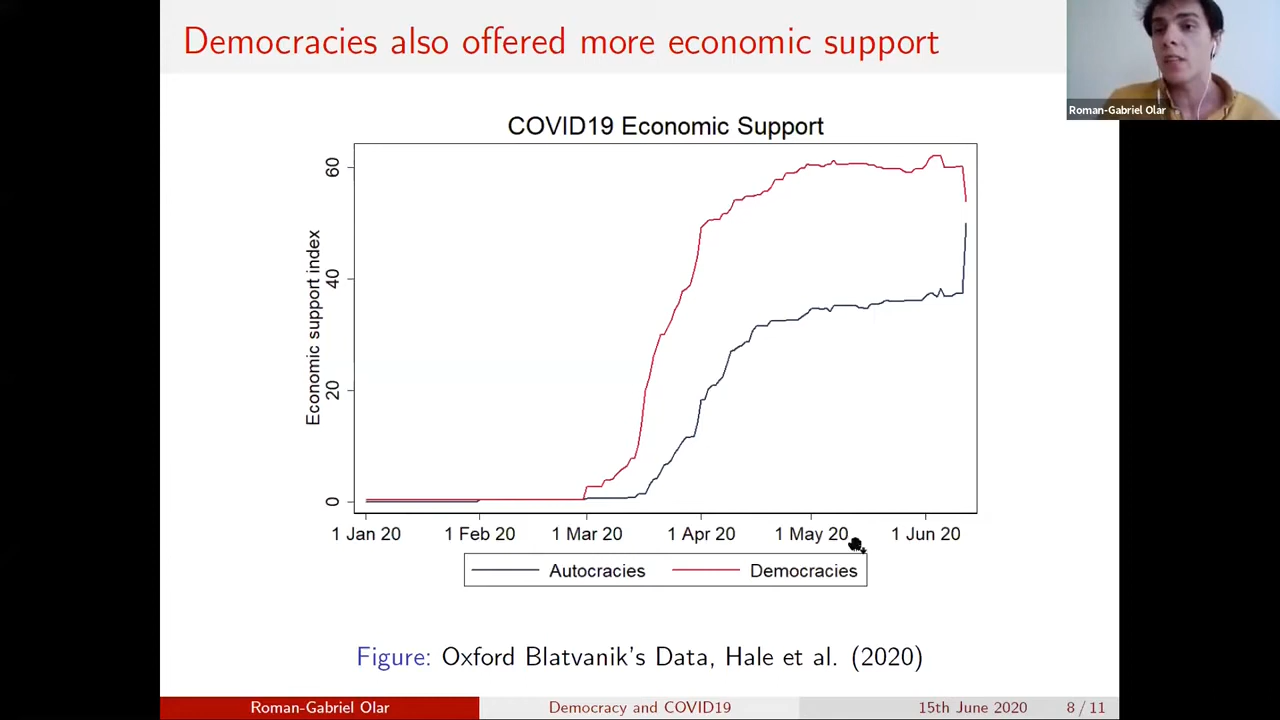 Democracies also offered more economic support
Roman-Gabriel Olar
COVID19 Economic Support
Economic support index
60
40
20
0
1 Jan 20 1 Feb 20 1 Mar 20 1 Apr 20 1 May 20 1 Jun 20
Autocracies Democracies
Figure: Oxford Blatvanik's Data, Hale et al. (2020)
Roman-Gabriel Olar Democracy and COVID19 15th June 2020 8 / 11